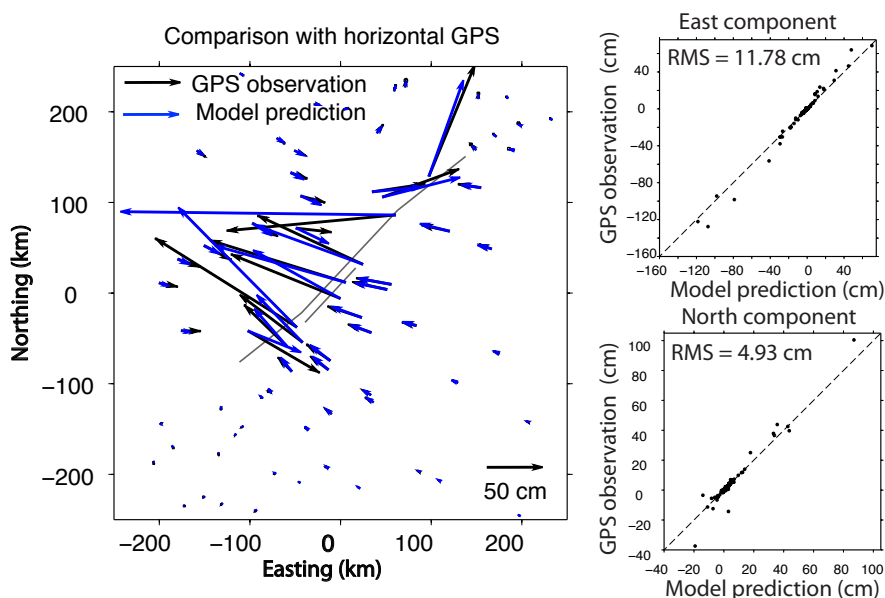 Comparison with horizontal GPS
GPS observation
Model prediction
200
100
0
−100
−200
Northing (km)
−200 −100 0 100 200
Easting (km)
50 cm
East component
RMS = 11.78 cm
40
0
−40
−80
−120
−160
GPS observation (cm)
−160 −120 −80 −40 0 40
Model prediction (cm)
North component
RMS = 4.93 cm
100
80
60
40
20
0
−20
−40
GPS observation (cm)
−40 −20 0 20 40 60 80 100
Model prediction (cm)